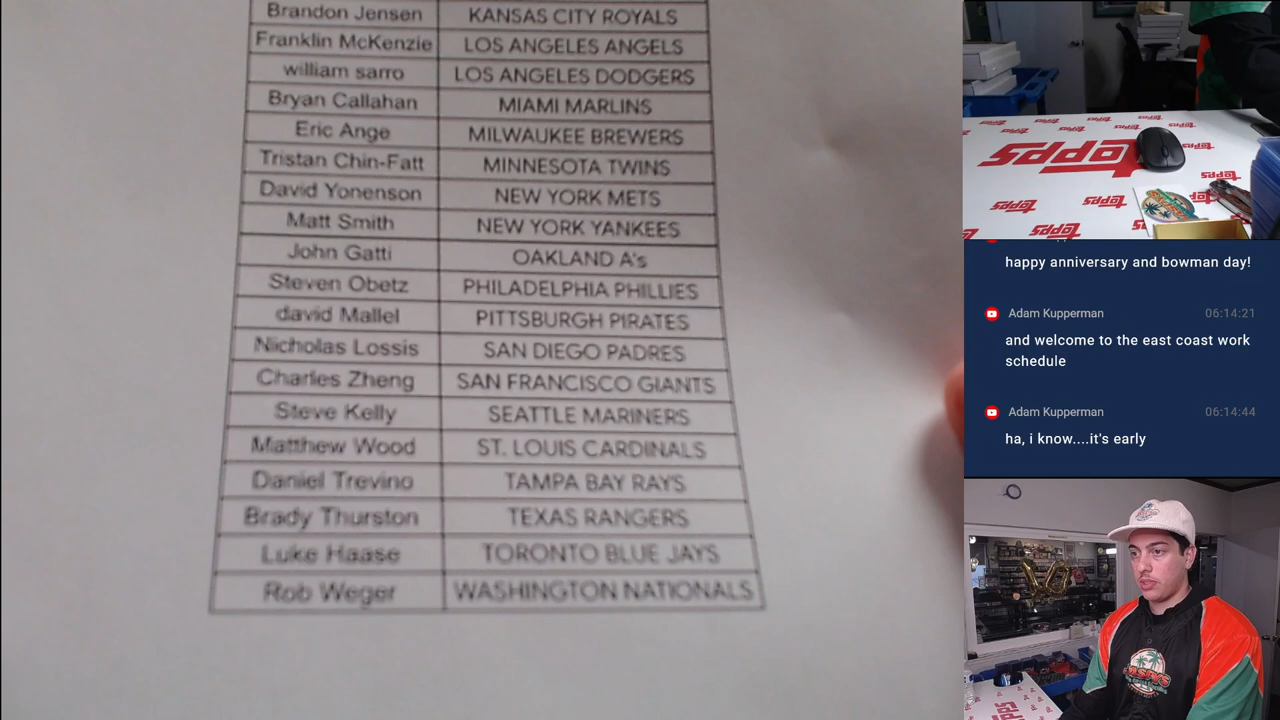 Brandon Jensen KANSAS CITY ROYALS
Franklin McKenzie LOS ANGELES ANGELS
william sarro LOS ANGELES DODGERS
Bryan Callahan MIAMI MARLINS
Eric Ange MILWAUKEE BREWERS
Tristan Chin-Fatt MINNESOTA TWINS
David Yonenson NEW YORK METS
Matt Smith NEW YORK YANKEES
John Gatti OAKLAND A's
Steven Obetz PHILADELPHIA PHILLIES
david Mallel PITTSBURGH PIRATES
Nicholas Lossis SAN DIEGO PADRES
Charles Zheng SAN FRANCISCO GIANTS
Steve Kelly SEATTLE MARINERS
Matthew Wood ST. LOUIS CARDINALS
Daniel Trevino TAMPA BAY RAYS
Brady Thurston TEXAS RANGERS
Luke Haase TORONTO BLUE JAYS
Rob Weger WASHINGTON NATIONALS
topps
topps
topps
topps
happy anniversary and bowman day!
Adam Kupperman 06:14:21
and welcome to the east coast work
schedule
Adam Kupperman 06:14:44
ha, i know....it's early
10